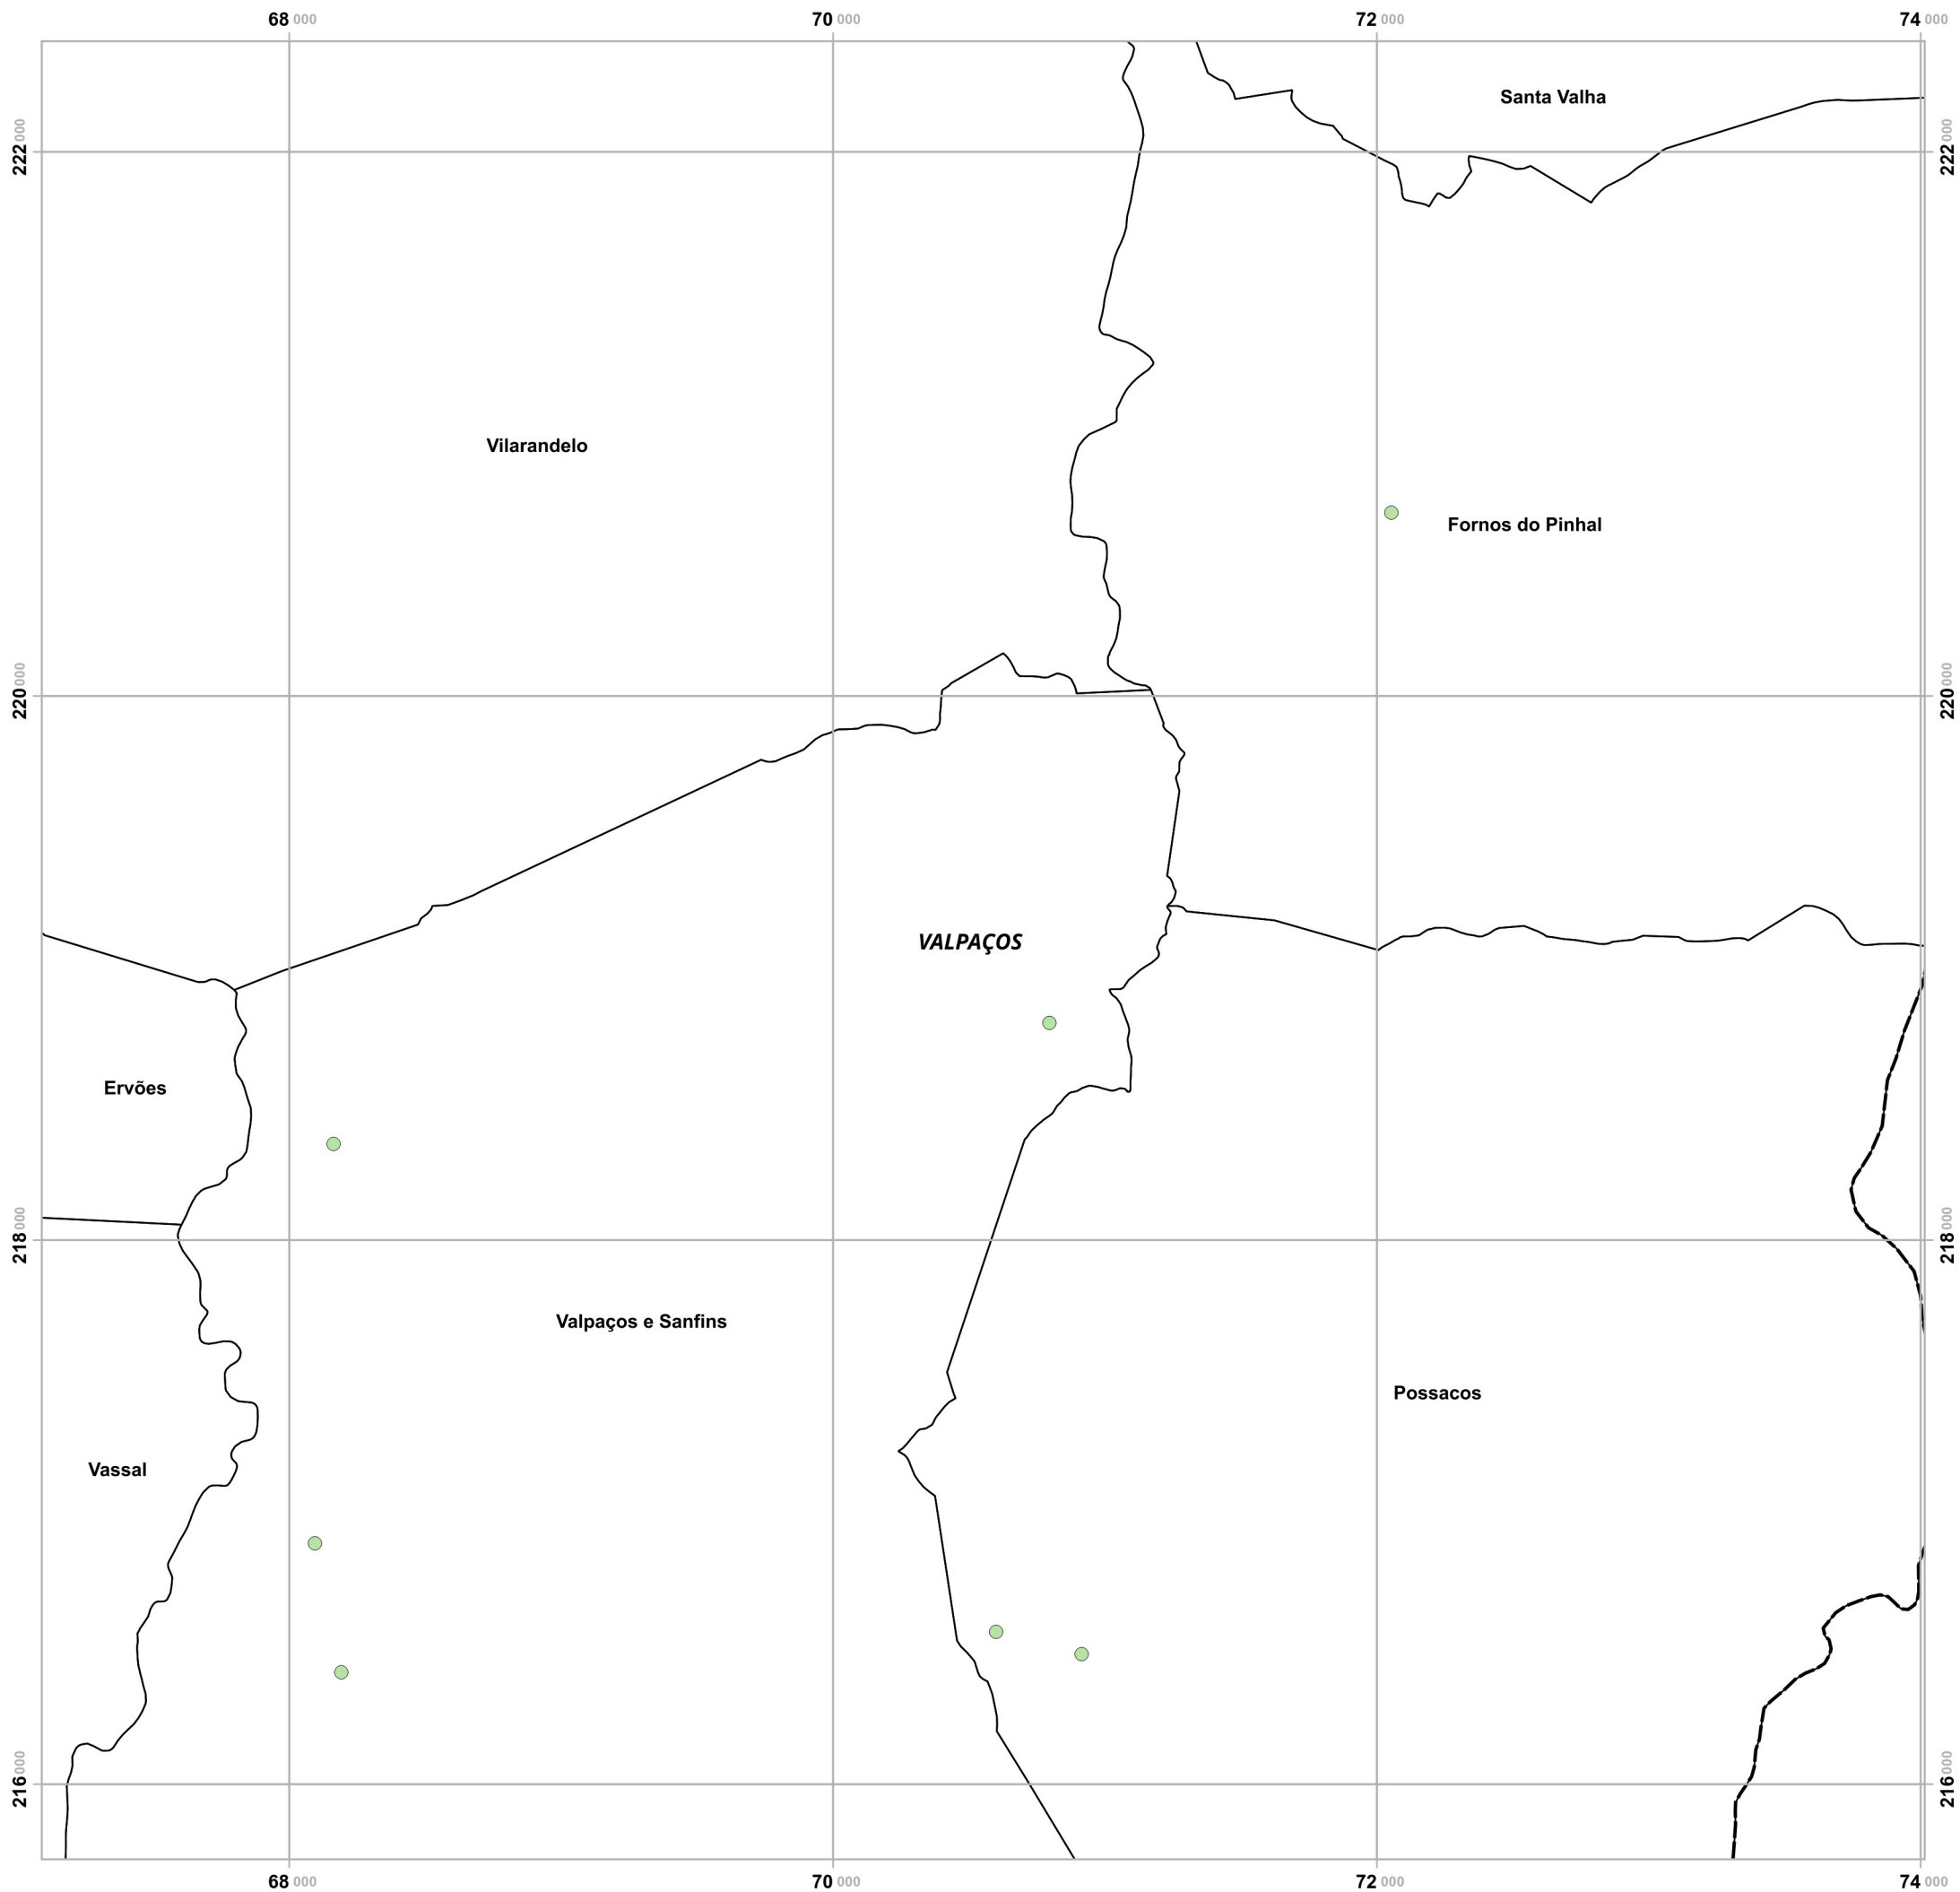 68 000 70 000 72 000 74 000
Santa Valha
222 000 222 000
Vilarandelo
Fornos do Pinhal
220 000 220 000
VALPAÇOS
Ervões
218 000 218 000
Valpaços e Sanfins
Possacos
Vassal
216 000 216 000
68 000 70 000 72 000 74 000